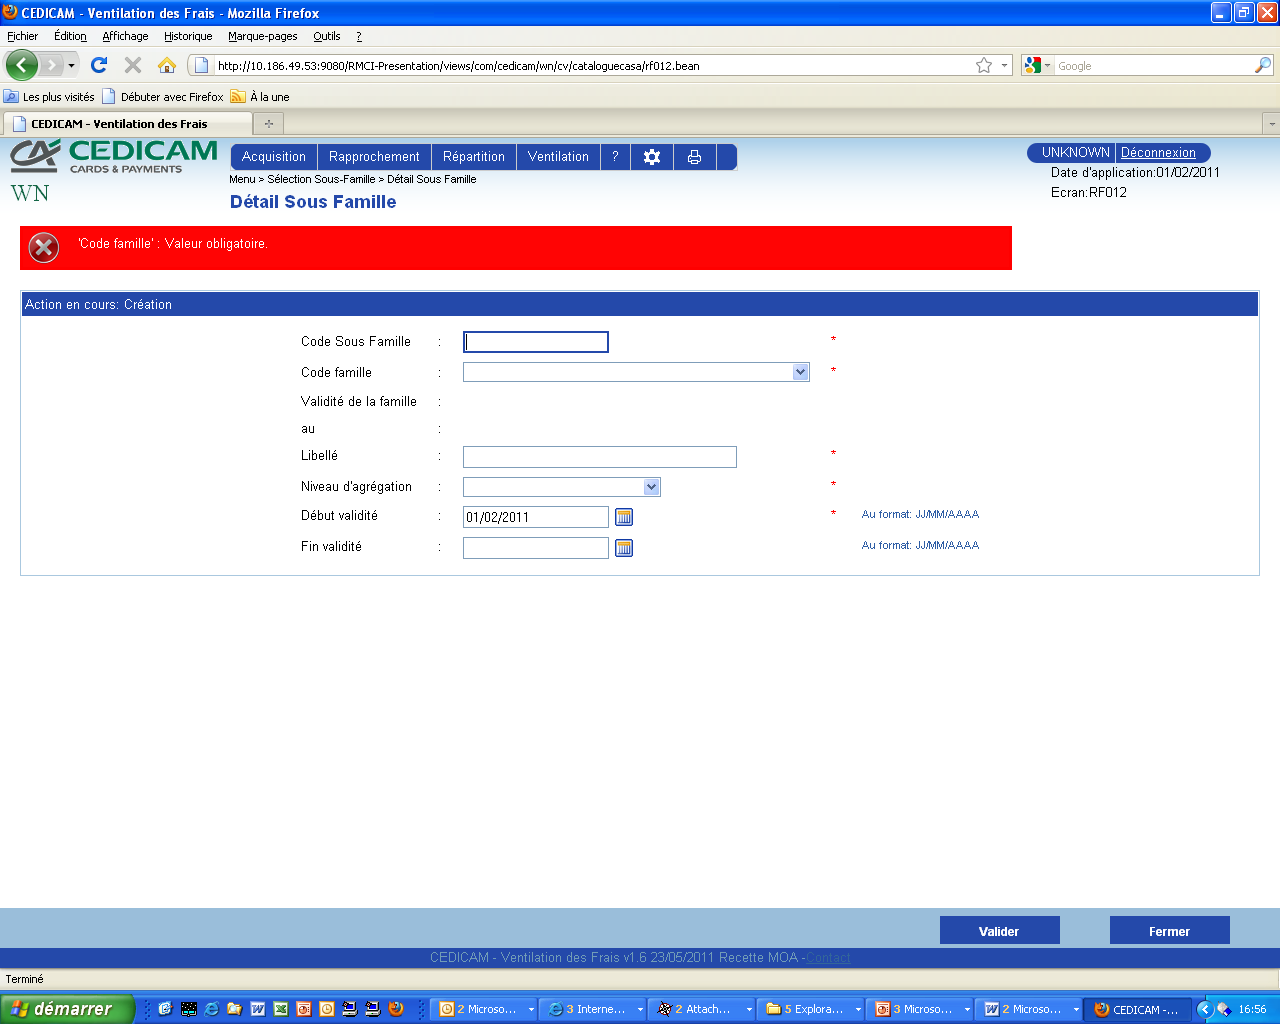 CEDICAM - Ventilation des Frais - Mozilla Firefox
Fichier Édition Affichage Historique Marque-pages Outils ?
http://10.186.49.53:9080/RMCI-Presentation/views/com/cedicam/wn/cv/cataloguecasa/rf012.bean Google
Les plus visités Débuter avec Firefox À la une
CEDICAM - Ventilation des Frais
CEDICAM
CARDS & PAYMENTS
WN
Acquisition Rapprochement Répartition Ventilation ?
Menu > Sélection Sous-Famille > Détail Sous Famille
Détail Sous Famille
UNKNOWN Déconnexion
Date d'application:01/02/2011
Ecran:RF012
'Code famille' : Valeur obligatoire.
Action en cours: Création
Code Sous Famille : *
Code famille : *
Validité de la famille :
au :
Libellé : *
Niveau d'agrégation : *
Début validité : 01/02/2011 * Au format: JJ/MM/AAAA
Fin validité : Au format: JJ/MM/AAAA
Valider Fermer
CEDICAM - Ventilation des Frais v1.6 23/05/2011 Recette MOA -Contact
Terminé
démarrer 2 Microso... 3 Interne... 2 Attach... 5 Explora... 3 Microso... 2 Microso... CEDICAM -... 16:56